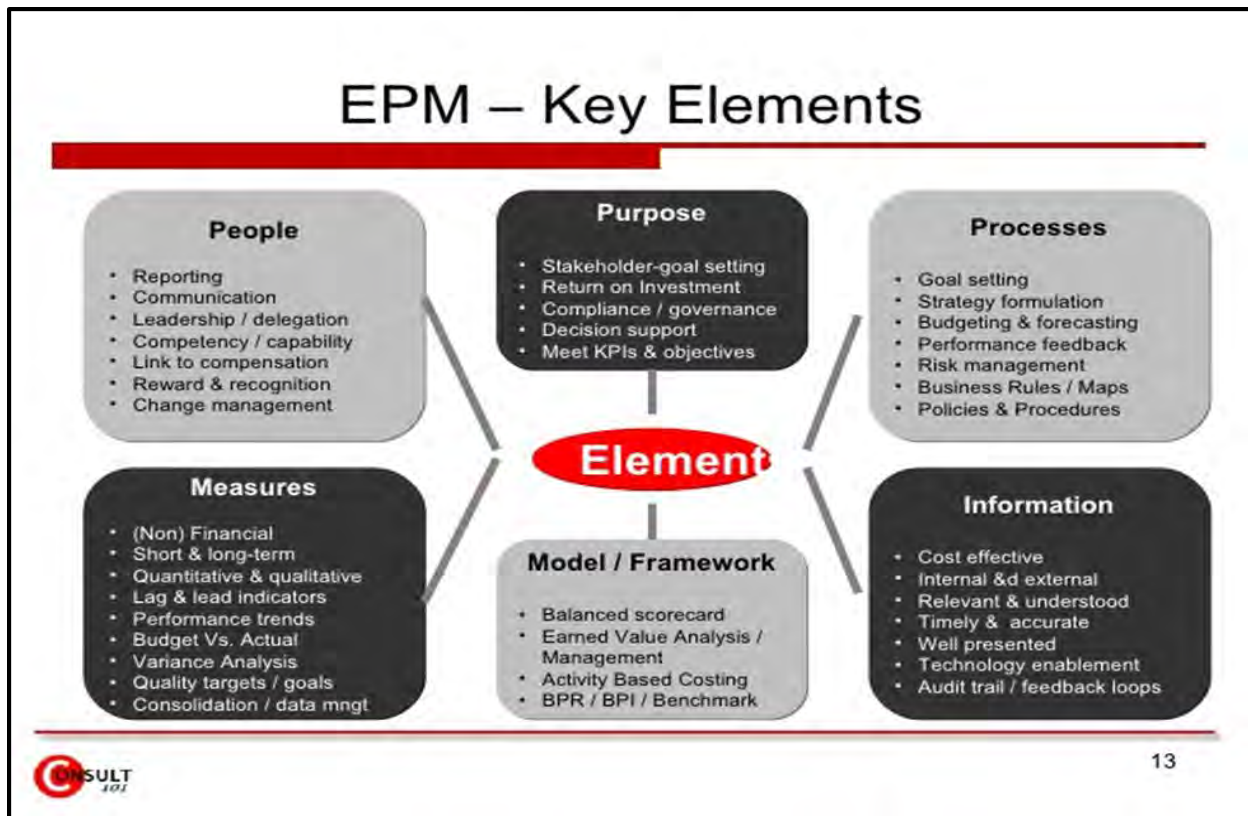 EPM – Key Elements
People
• Reporting
• Communication
• Leadership / delegation
• Competency / capability
• Link to compensation
• Reward & recognition
• Change management
Purpose
• Stakeholder-goal setting
• Return on Investment
• Compliance / governance
• Decision support
• Meet KPIs & objectives
Processes
• Goal setting
• Strategy formulation
• Budgeting & forecasting
• Performance feedback
• Risk management
• Business Rules / Maps
• Policies & Procedures
Element
Measures
• (Non) Financial
• Short & long-term
• Quantitative & qualitative
• Lag & lead indicators
• Performance trends
• Budget Vs. Actual
• Variance Analysis
• Quality targets / goals
• Consolidation / data mngt
Model / Framework
• Balanced scorecard
• Earned Value Analysis /
Management
• Activity Based Costing
• BPR / BPI / Benchmark
Information
• Cost effective
• Internal &d external
• Relevant & understood
• Timely & accurate
• Well presented
• Technology enablement
• Audit trail / feedback loops
CONSULT
101
13